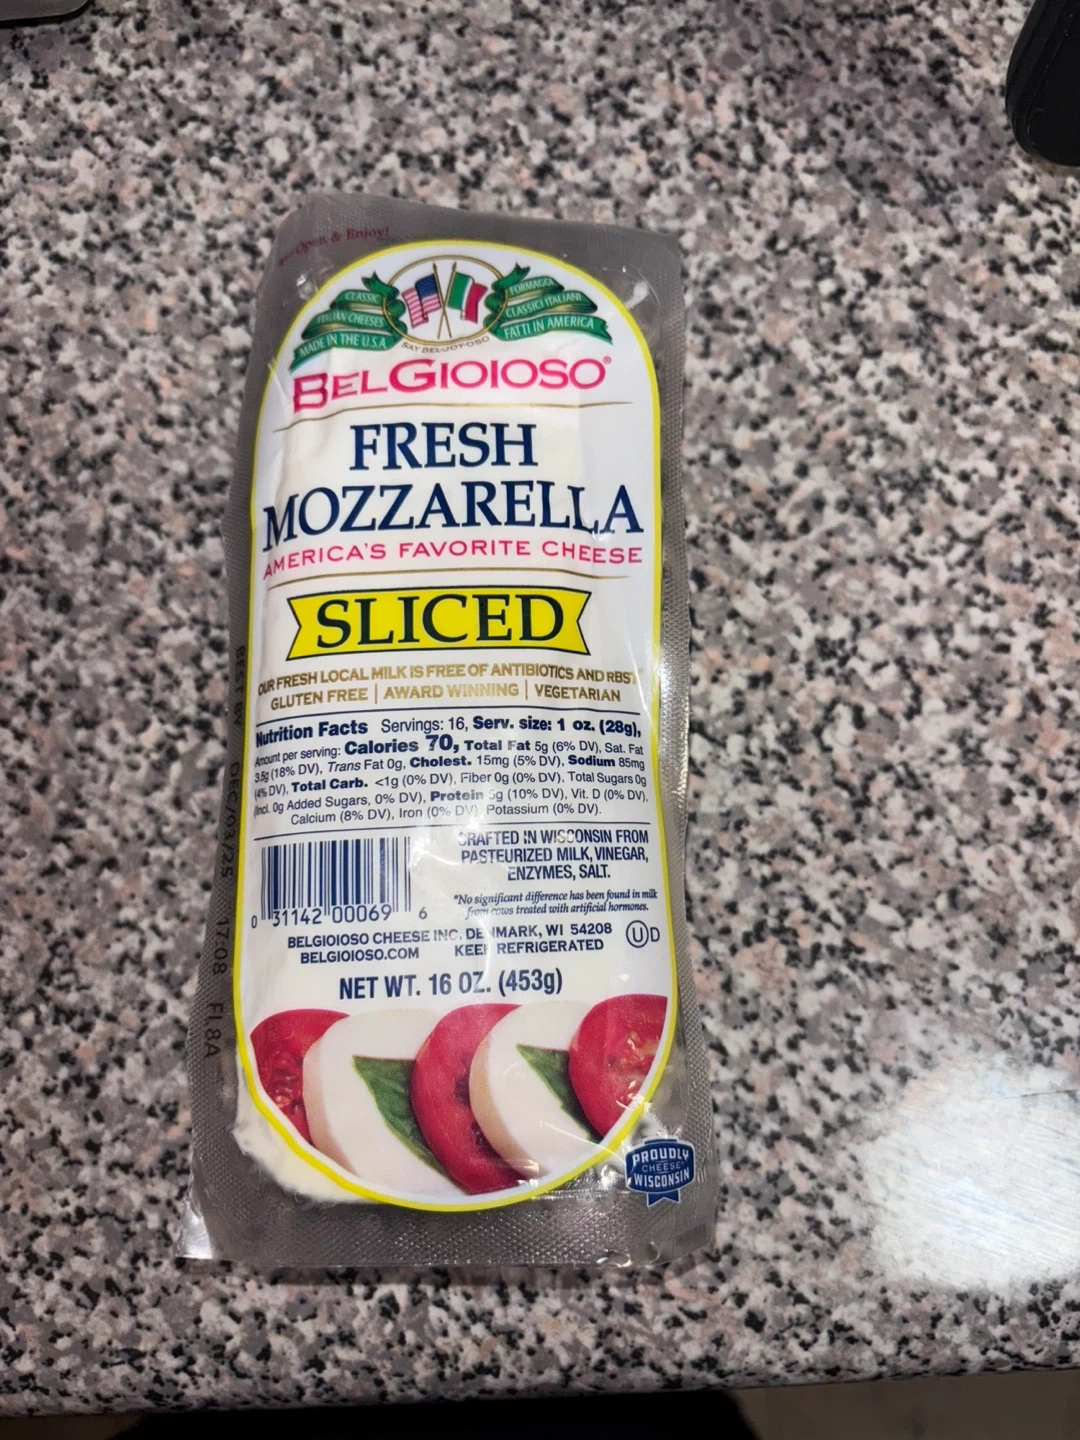 Open & Enjoy!
CLASSIC
ITALIAN CHEESES
MADE IN THE U.S.A.
FORMAGGI
CLASSICI ITALIANI
FATTI IN AMERICA
SAY BEL-JOY-OSO
BELGIOIOSO®
FRESH
MOZZARELLA
AMERICA'S FAVORITE CHEESE
SLICED
OUR FRESH LOCAL MILK IS FREE OF ANTIBIOTICS AND RBST*
GLUTEN FREE | AWARD WINNING | VEGETARIAN
Nutrition Facts Servings: 16, Serv. size: 1 oz. (28g),
Amount per serving: Calories 70, Total Fat 5g (6% DV), Sat. Fat
3.5g (18% DV), Trans Fat 0g, Cholest. 15mg (5% DV), Sodium 85mg
(4% DV), Total Carb. <1g (0% DV), Fiber 0g (0% DV), Total Sugars 0g
(Incl. 0g Added Sugars, 0% DV), Protein 5g (10% DV), Vit. D (0% DV),
Calcium (8% DV), Iron (0% DV), Potassium (0% DV).
CRAFTED IN WISCONSIN FROM
PASTEURIZED MILK, VINEGAR,
ENZYMES, SALT.
*No significant difference has been found in milk
from cows treated with artificial hormones.
0 31142 00069 6
BELGIOIOSO CHEESE INC. DENMARK, WI 54208
BELGIOIOSO.COM KEEP REFRIGERATED
U D
NET WT. 16 OZ. (453g)
PROUDLY
WISCONSIN
CHEESE®
BEST BY DEC/03/25 17:08 FL8A